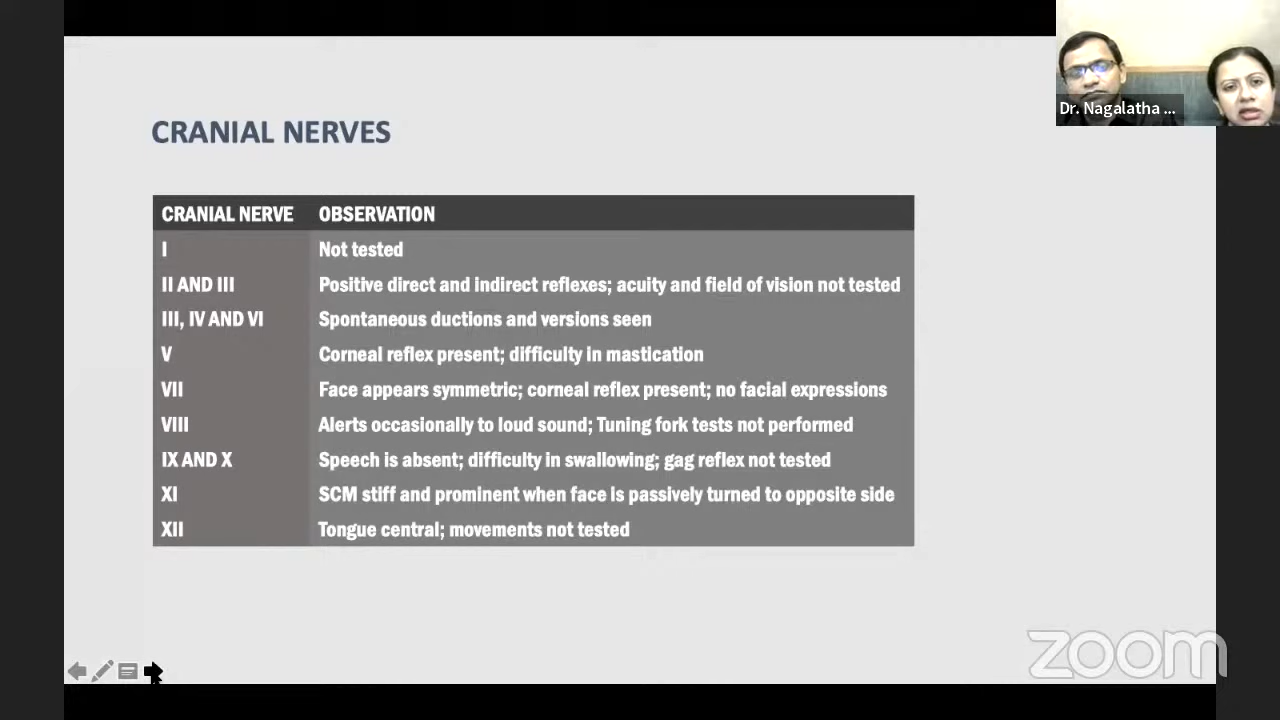 Dr. Nagalatha ...
CRANIAL NERVES
CRANIAL NERVE OBSERVATION
I Not tested
II AND III Positive direct and indirect reflexes; acuity and field of vision not tested
III, IV AND VI Spontaneous ductions and versions seen
V Corneal reflex present; difficulty in mastication
VII Face appears symmetric; corneal reflex present; no facial expressions
VIII Alerts occasionally to loud sound; Tuning fork tests not performed
IX AND X Speech is absent; difficulty in swallowing; gag reflex not tested
XI SCM stiff and prominent when face is passively turned to opposite side
XII Tongue central; movements not tested
zoom